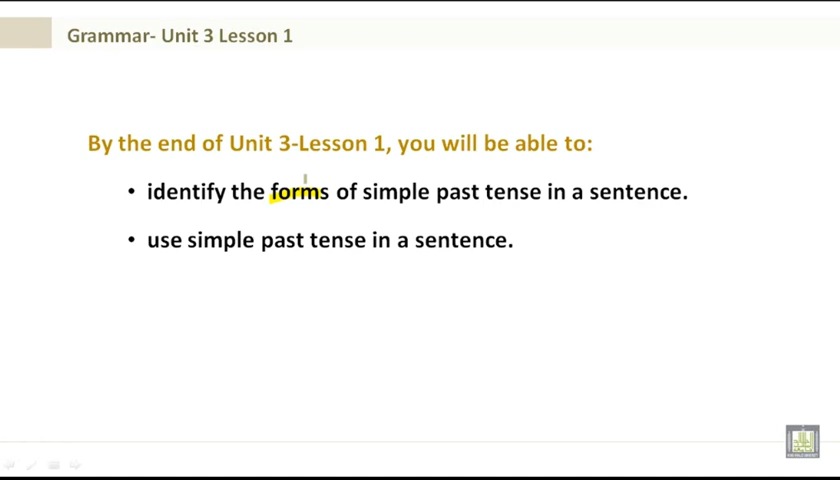 Grammar- Unit 3 Lesson 1
By the end of Unit 3-Lesson 1, you will be able to:
• identify the forms of simple past tense in a sentence.
• use simple past tense in a sentence.